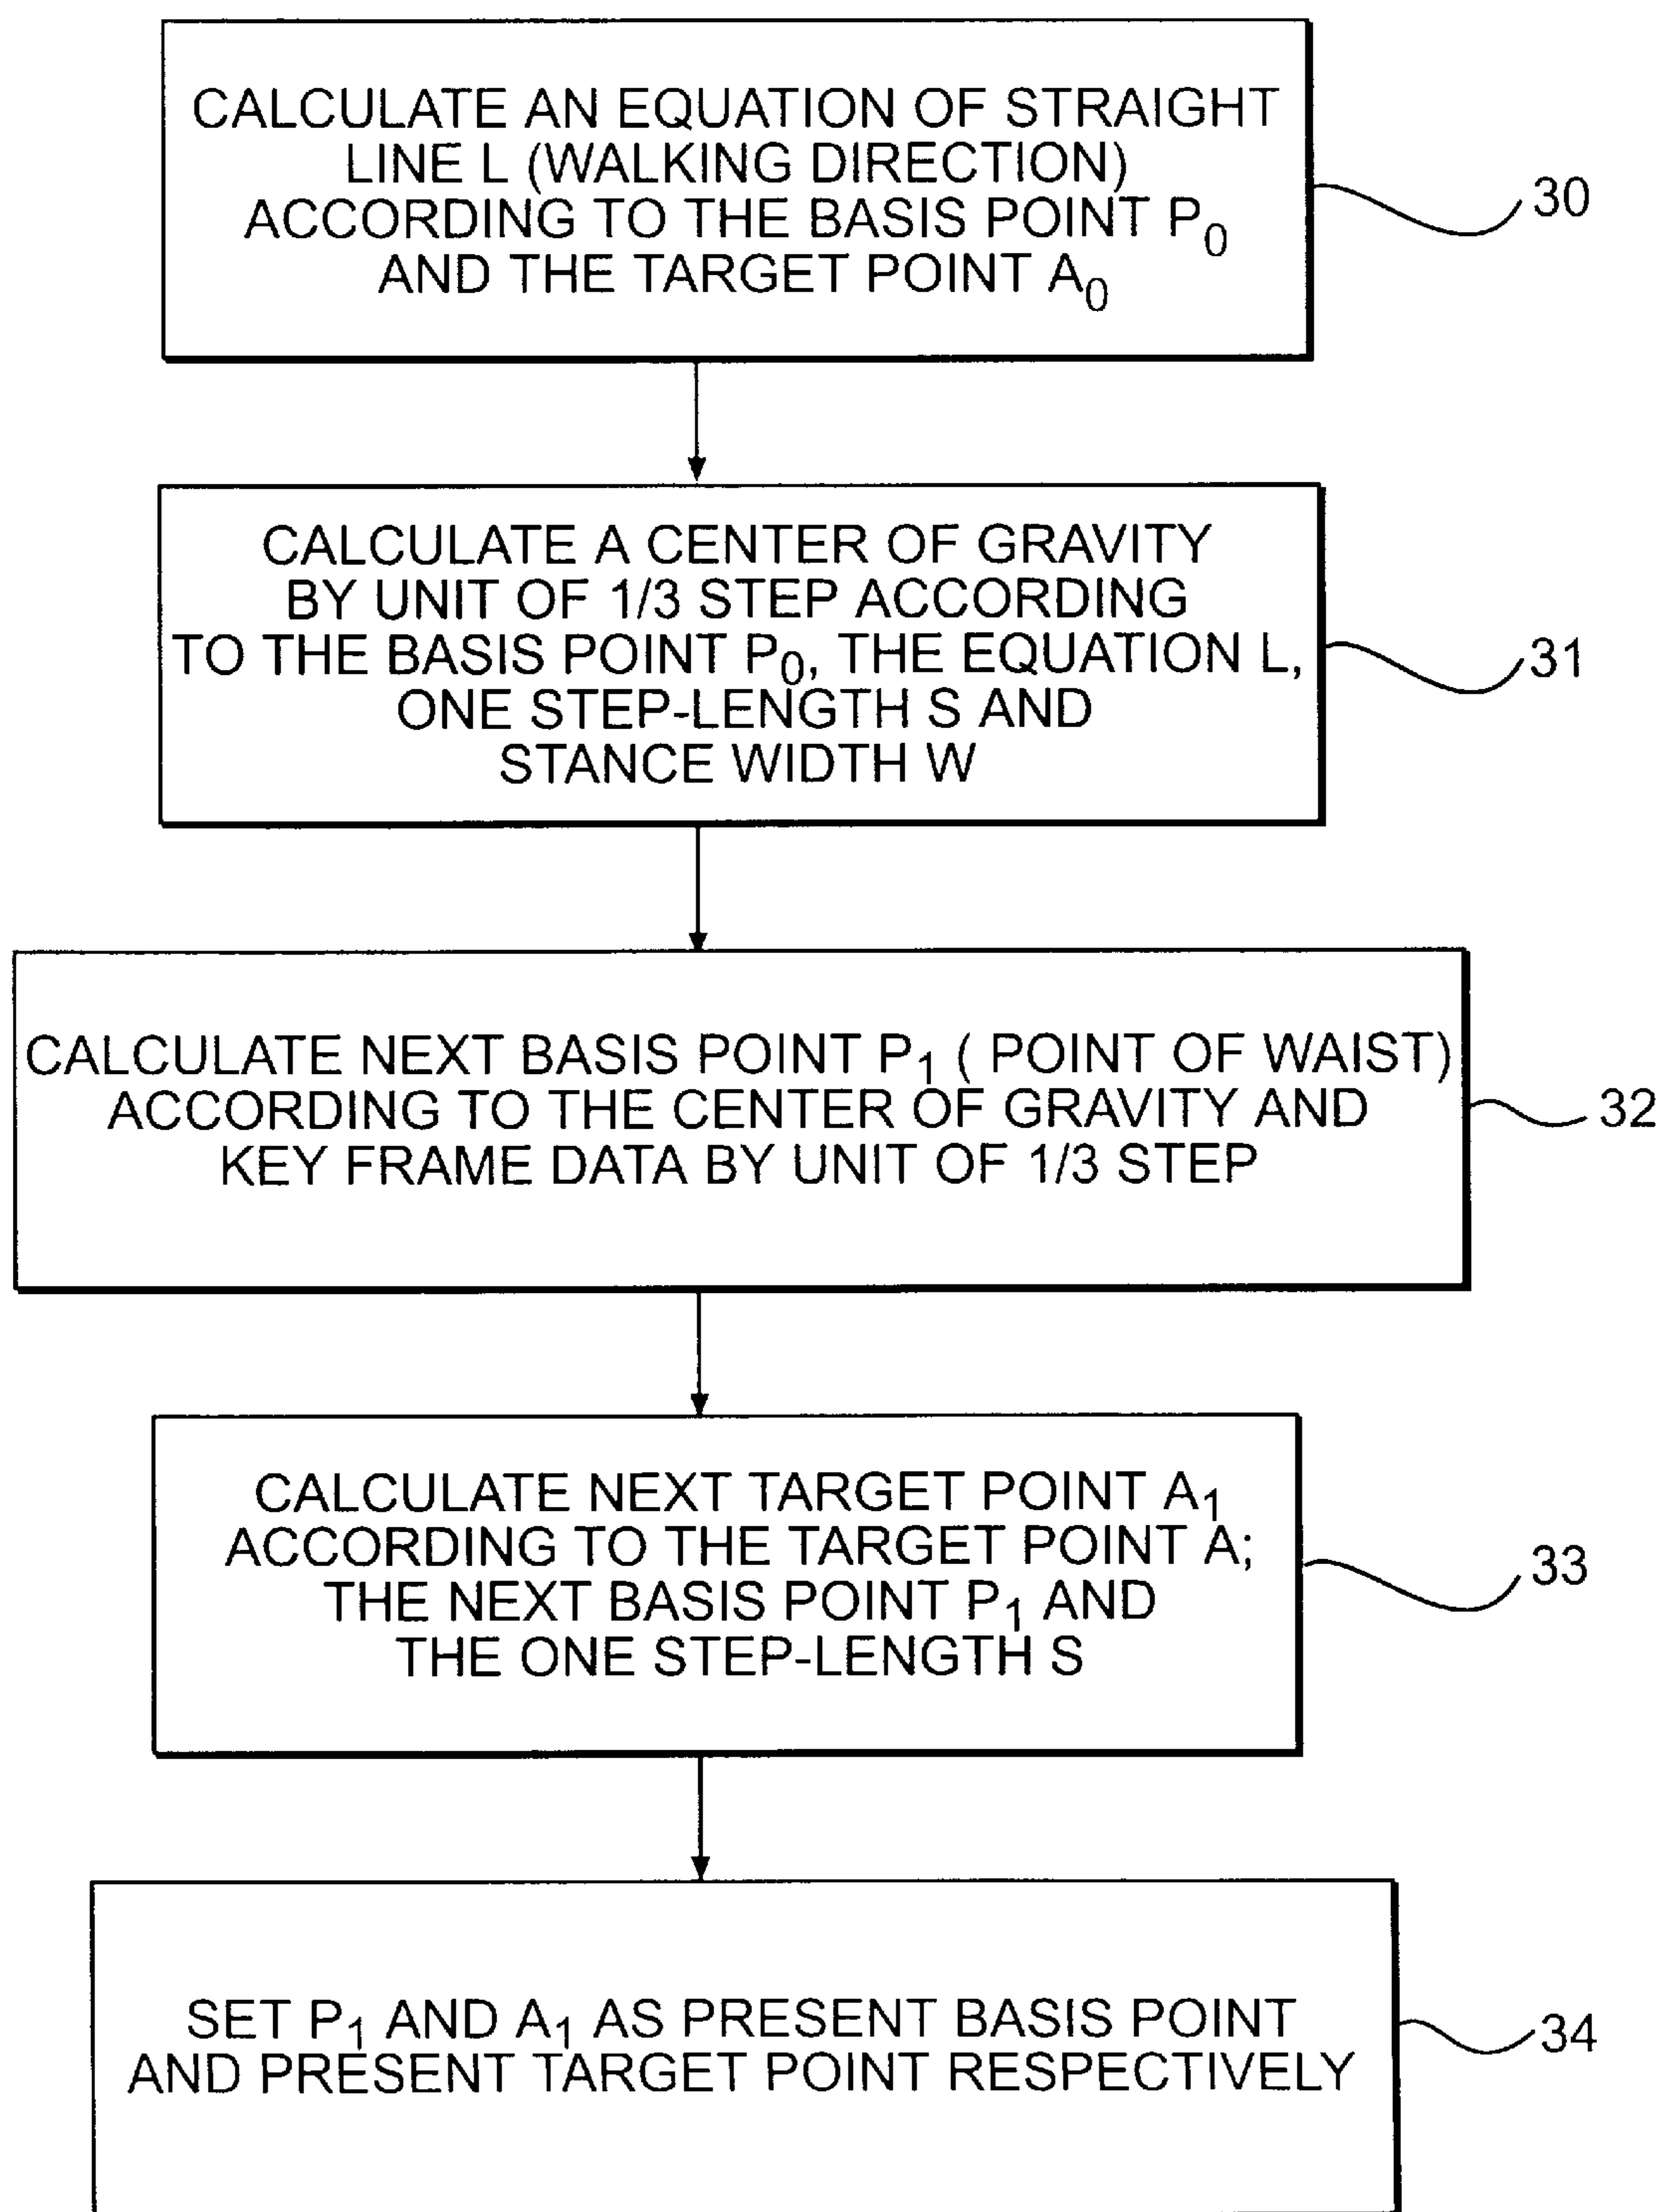 CALCULATE AN EQUATION OF STRAIGHT
LINE L (WALKING DIRECTION)
ACCORDING TO THE BASIS POINT P₀
AND THE TARGET POINT A₀
30
CALCULATE A CENTER OF GRAVITY
BY UNIT OF 1/3 STEP ACCORDING
TO THE BASIS POINT P₀, THE EQUATION L,
ONE STEP-LENGTH S AND
STANCE WIDTH W
31
CALCULATE NEXT BASIS POINT P₁ ( POINT OF WAIST)
ACCORDING TO THE CENTER OF GRAVITY AND
KEY FRAME DATA BY UNIT OF 1/3 STEP
32
CALCULATE NEXT TARGET POINT A₁
ACCORDING TO THE TARGET POINT A;
THE NEXT BASIS POINT P₁ AND
THE ONE STEP-LENGTH S
33
SET P₁ AND A₁ AS PRESENT BASIS POINT
AND PRESENT TARGET POINT RESPECTIVELY
34